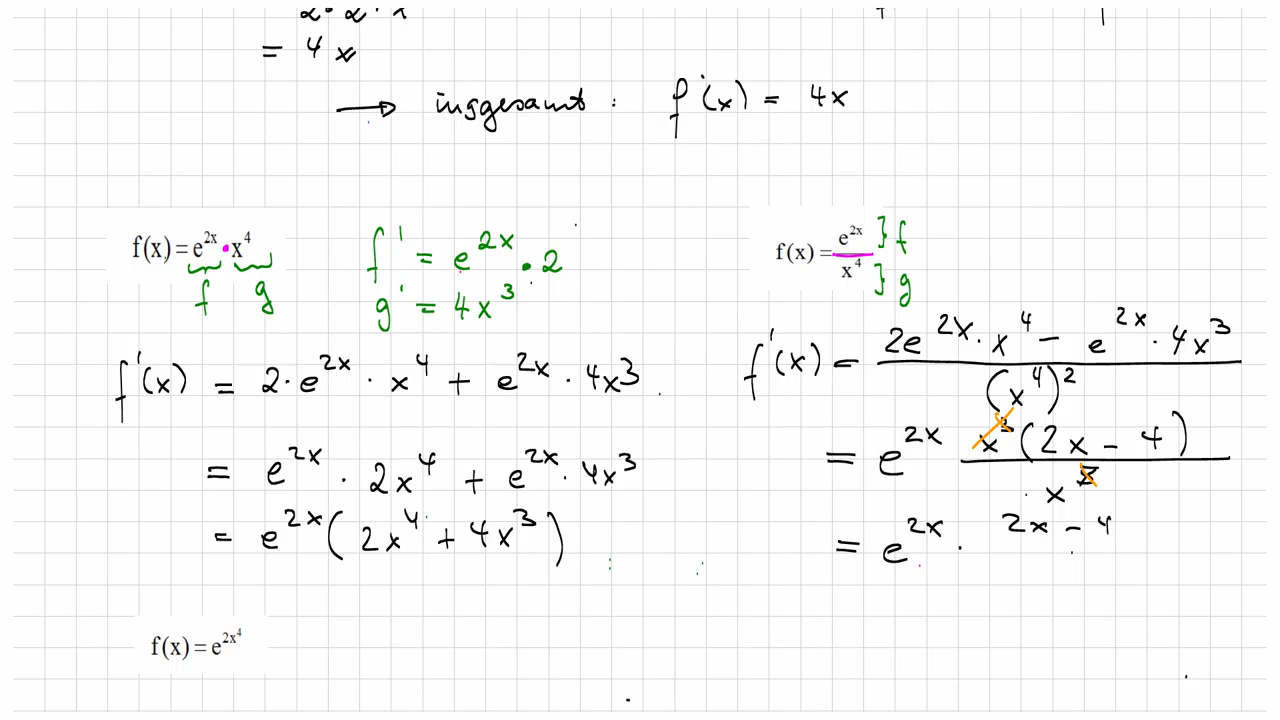 2 · 2 · x
= 4x
→ insgesamt : f'(x) = 4x
f(x) = e^{2x} · x^4
f g
f' = e^{2x} · 2
g' = 4x^3
f'(x) = 2 · e^{2x} · x^4 + e^{2x} · 4x^3
= e^{2x} · 2x^4 + e^{2x} · 4x^3
= e^{2x} (2x^4 + 4x^3)
f(x) = e^{2x} / x^4 } f } g
f'(x) = (2e^{2x} · x^4 − e^{2x} · 4x^3) / (x^4)^2
= e^{2x} x^3 (2x − 4) / x
= e^{2x} · 2x − 4
f(x) = e^{2x^4}